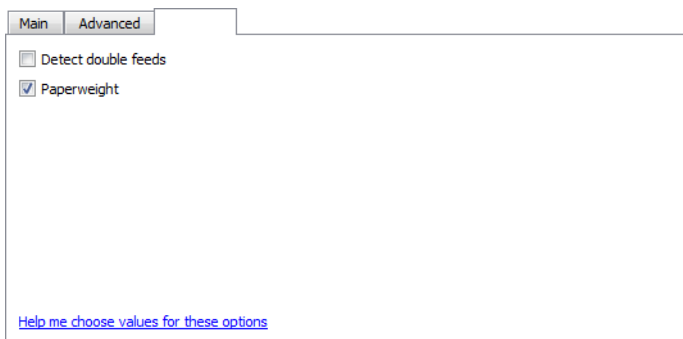 Main Advanced
Detect double feeds
Paperweight
Help me choose values for these options